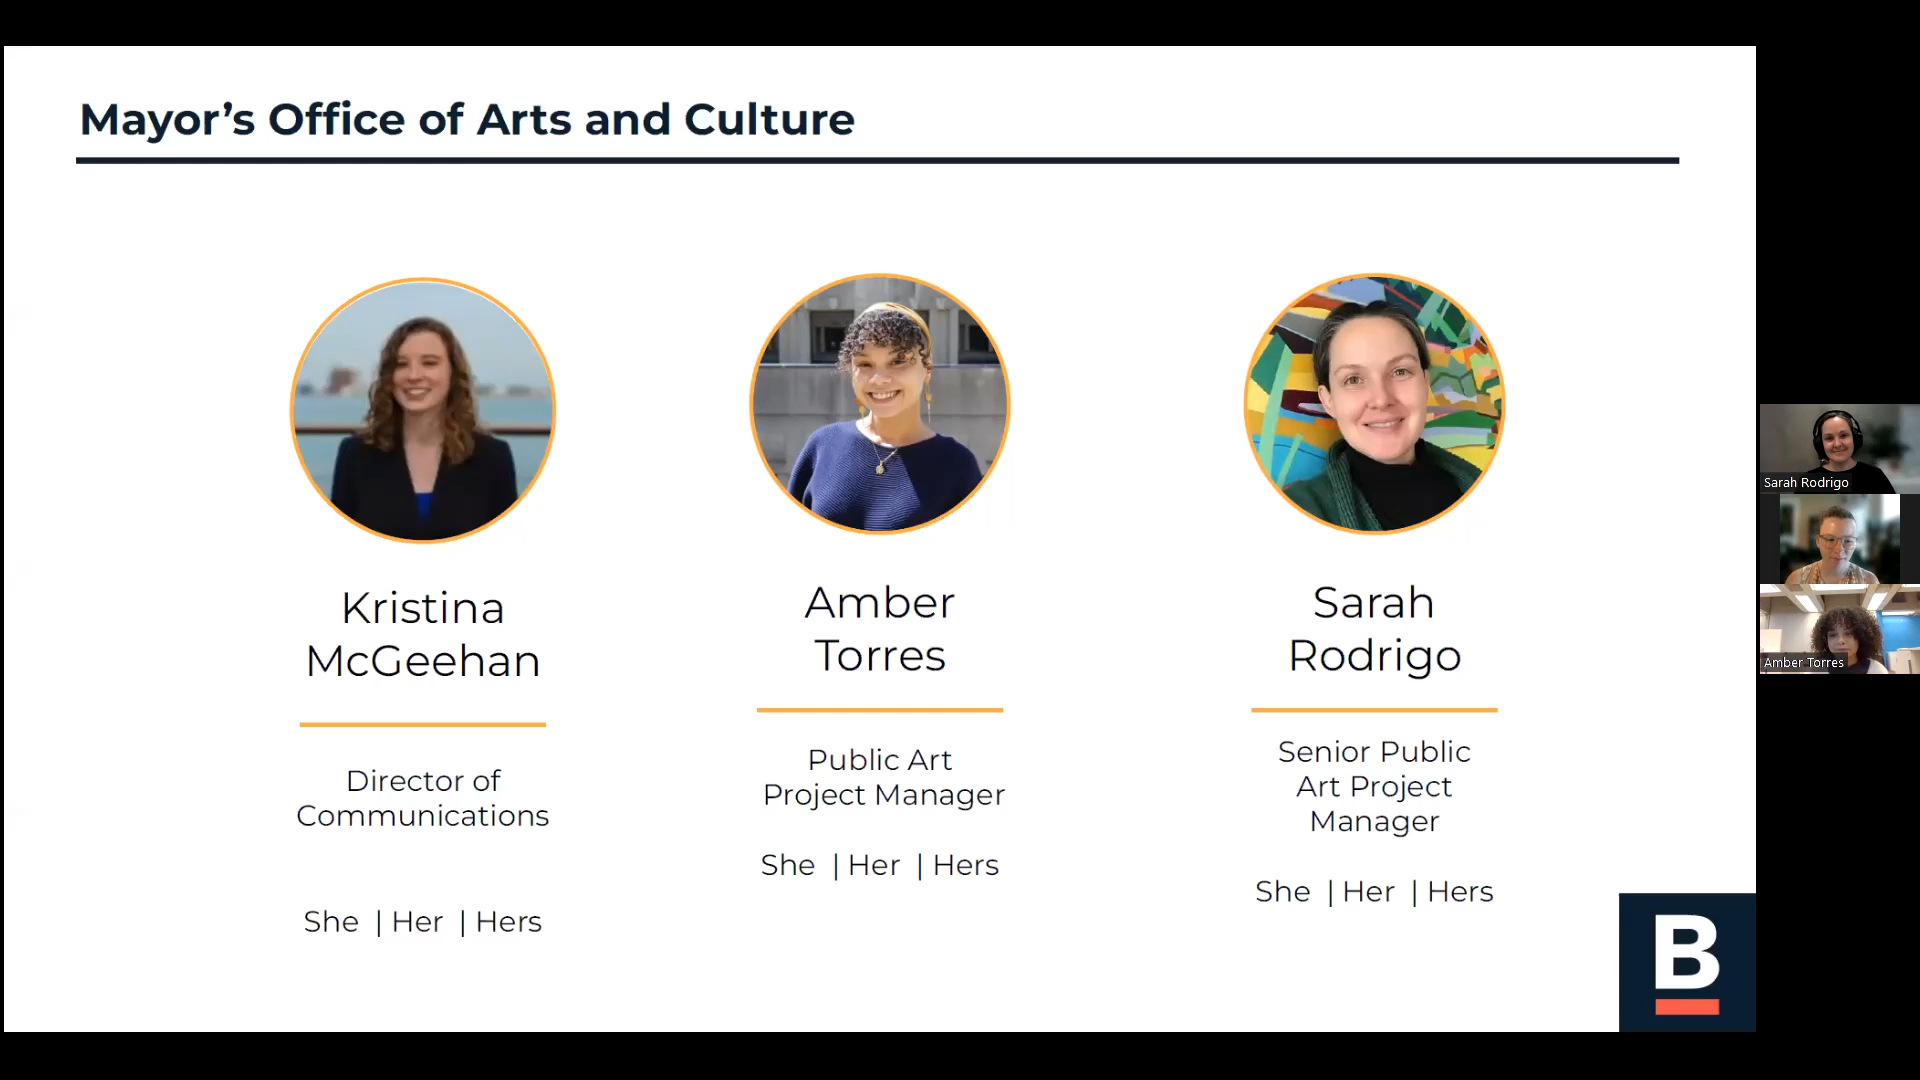 Mayor’s Office of Arts and Culture
Kristina
McGeehan
Director of
Communications
She | Her | Hers
Amber
Torres
Public Art
Project Manager
She | Her | Hers
Sarah
Rodrigo
Senior Public
Art Project
Manager
She | Her | Hers
B
Sarah Rodrigo
Amber Torres